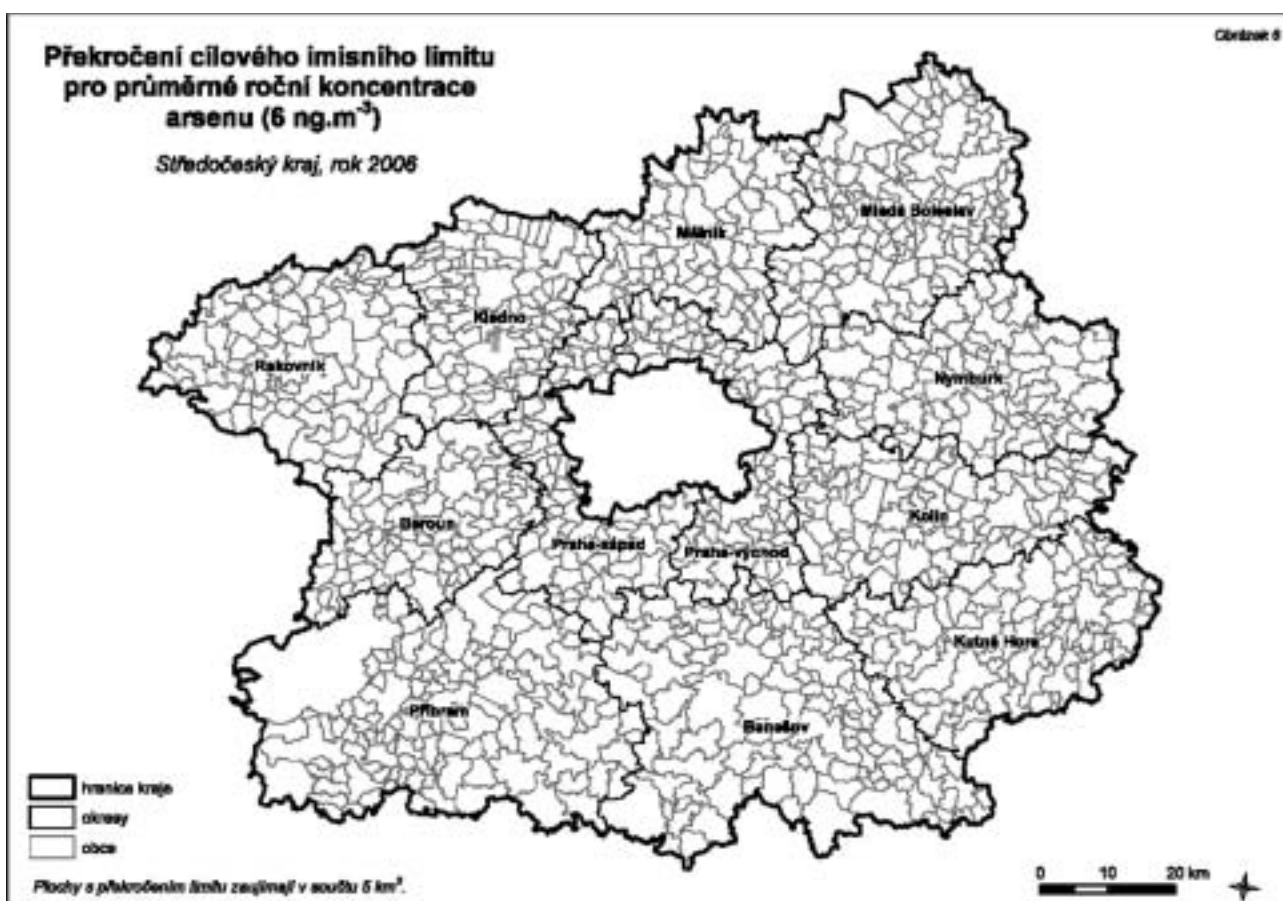 Obrázek 6
Překročení cílového imisního limitu
pro průměrné roční koncentrace
arsenu (6 ng.m⁻³)
Středočeský kraj, rok 2006
Mladá Boleslav
Mělník
Kladno
Rakovník
Nymburk
Beroun
Kolín
Praha-západ
Praha-východ
Kutná Hora
Příbram
Benešov
hranice kraje
okresy
obce
Plochy s překročením limitu zaujímají v součtu 5 km².
0 10 20 km